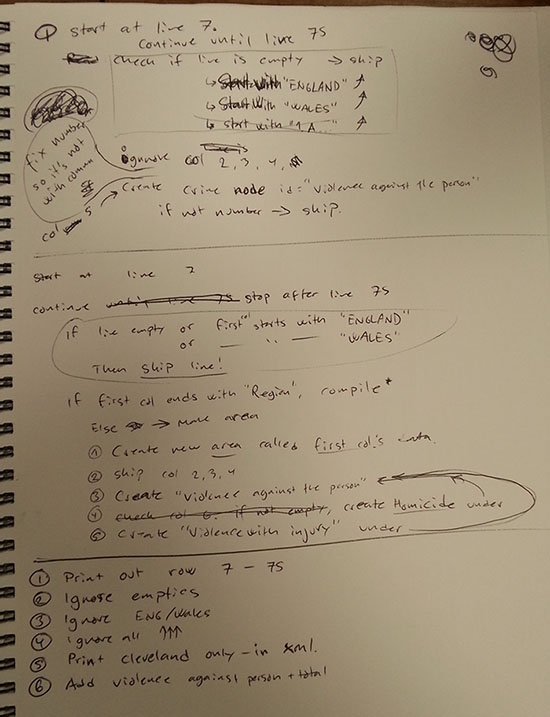 ① start at line 7.
Continue until line 75
check if line is empty → skip
↳ Start with "ENGLAND" ↗
↳ Start with "WALES" ↗
↳ start with "1 A..." ↗
fix number
so it's not
with comma
ignore col 2, 3, 4,
col 5 → Create crime node id="violence against the person"
if not number → skip.
Start at line 7
continue until line 75 stop after line 75
if line empty or first starts with "ENGLAND"
or — " — "WALES"
Then skip line!
if first col ends with "Region", compile*
Else → make area
① Create new area called first col's data.
② skip col 2, 3, 4
③ Create "Violence against the person"
④ check col 6. if not empty, create Homicide under
⑤ Create "Violence with injury" under
① Print out row 7 – 75
② Ignore empties
③ Ignore ENG/Wales
④ ignore all ↑↑↑
⑤ Print Cleveland only – in xml.
⑥ Add violence against person + total